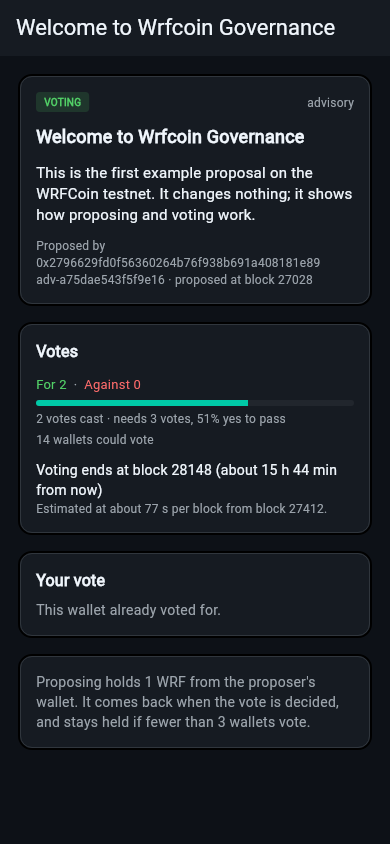 Welcome to Wrfcoin Governance
VOTING
advisory
Welcome to Wrfcoin Governance
This is the first example proposal on the
WRFCoin testnet. It changes nothing; it shows
how proposing and voting work.
Proposed by
0x2796629fd0f56360264b76f938b691a408181e89
adv-a75dae543f5f9e16 · proposed at block 27028
Votes
For 2 · Against 0
2 votes cast · needs 3 votes, 51% yes to pass
14 wallets could vote
Voting ends at block 28148 (about 15 h 44 min
from now)
Estimated at about 77 s per block from block 27412.
Your vote
This wallet already voted for.
Proposing holds 1 WRF from the proposer's
wallet. It comes back when the vote is decided,
and stays held if fewer than 3 wallets vote.